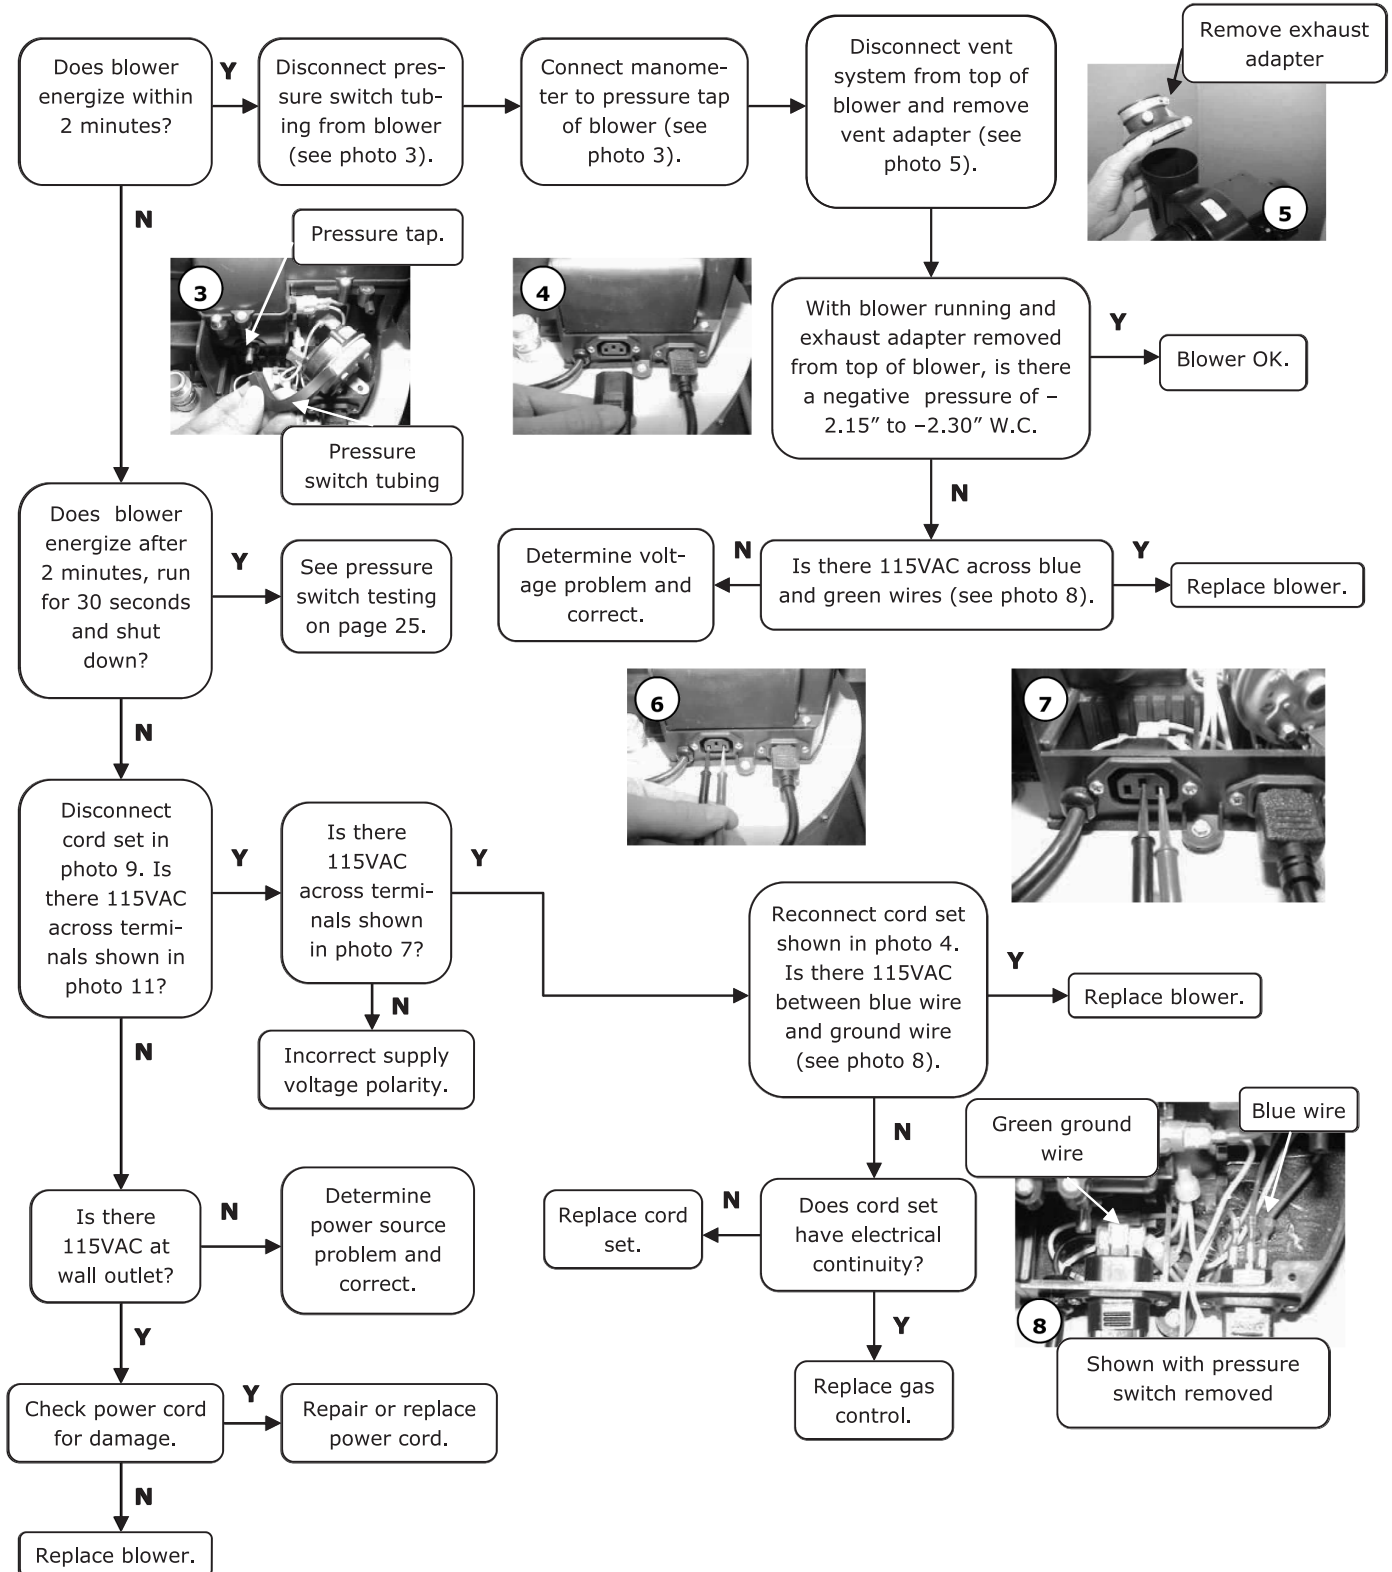 Does blower
energize within
2 minutes?
Y
Disconnect pres-
sure switch tub-
ing from blower
(see photo 3).
Connect manome-
ter to pressure tap
of blower (see
photo 3).
Disconnect vent
system from top of
blower and remove
vent adapter (see
photo 5).
Remove exhaust
adapter
5
N
Pressure tap.
3
Pressure
switch tubing
4
With blower running and
exhaust adapter removed
from top of blower, is there
a negative pressure of –
2.15” to –2.30” W.C.
Y
Blower OK.
N
Does blower
energize after
2 minutes, run
for 30 seconds
and shut
down?
Y
See pressure
switch testing
on page 25.
Determine volt-
age problem and
correct.
N
Is there 115VAC across blue
and green wires (see photo 8).
Y
Replace blower.
N
6
7
Disconnect
cord set in
photo 9. Is
there 115VAC
across termi-
nals shown in
photo 11?
Y
Is there
115VAC
across termi-
nals shown
in photo 7?
Y
Reconnect cord set
shown in photo 4.
Is there 115VAC
between blue wire
and ground wire
(see photo 8).
Y
Replace blower.
N
Incorrect supply
voltage polarity.
N
N
Green ground
wire
Blue wire
8
Shown with pressure
switch removed
Is there
115VAC at
wall outlet?
N
Determine
power source
problem and
correct.
Replace cord
set.
N
Does cord set
have electrical
continuity?
Y
Replace gas
control.
Y
Check power cord
for damage.
Y
Repair or replace
power cord.
N
Replace blower.